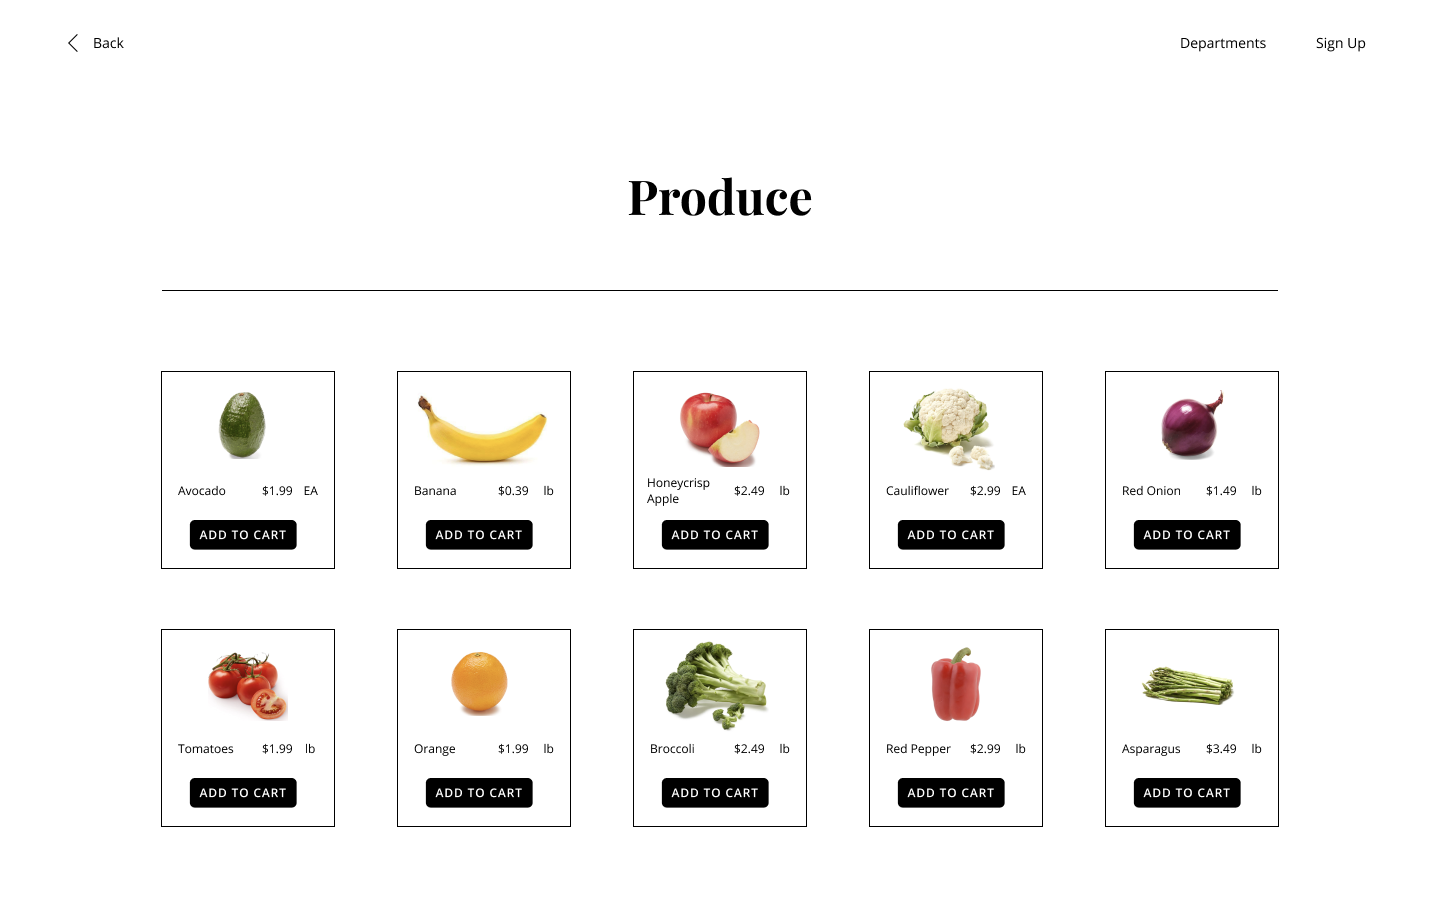 Back
Departments
Sign Up
Produce
Avocado $1.99 EA
ADD TO CART
Banana $0.39 lb
ADD TO CART
Honeycrisp
Apple $2.49 lb
ADD TO CART
Cauliflower $2.99 EA
ADD TO CART
Red Onion $1.49 lb
ADD TO CART
Tomatoes $1.99 lb
ADD TO CART
Orange $1.99 lb
ADD TO CART
Broccoli $2.49 lb
ADD TO CART
Red Pepper $2.99 lb
ADD TO CART
Asparagus $3.49 lb
ADD TO CART